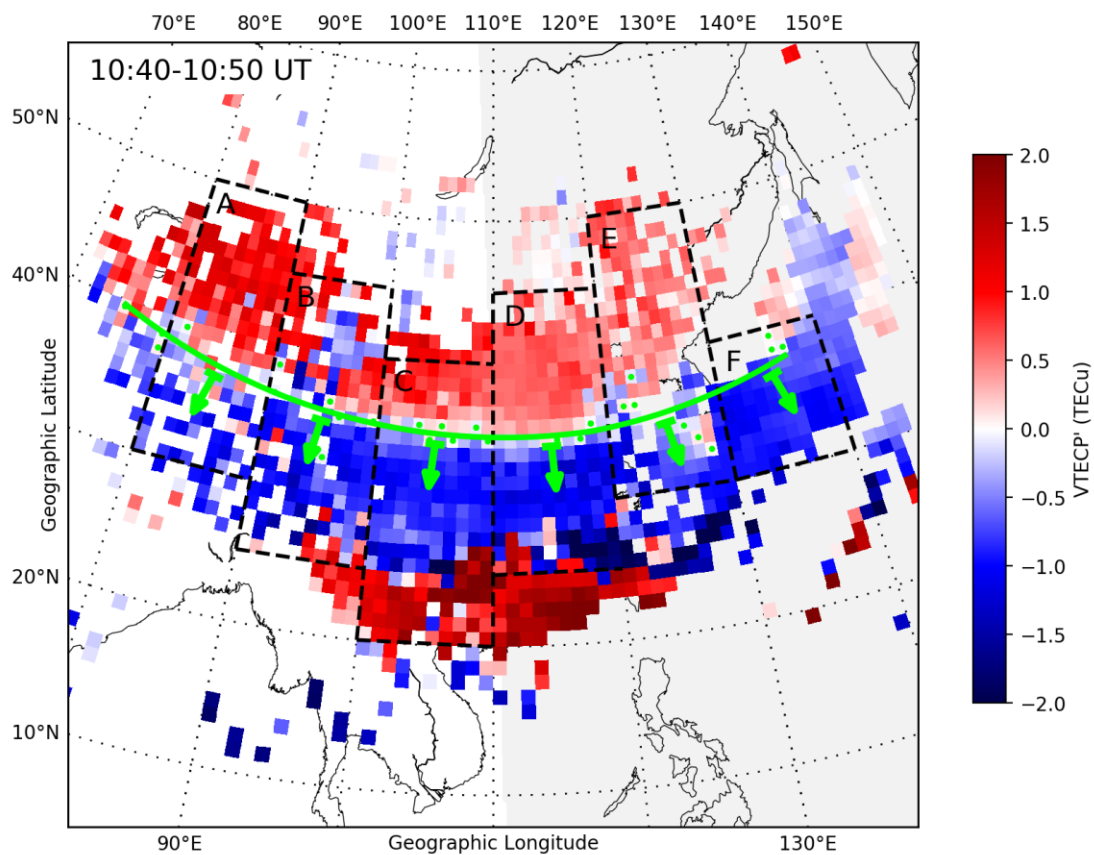 70°E 80°E 90°E 100°E 110°E 120°E 130°E 140°E 150°E
10:40-10:50 UT
50°N
40°N
30°N
20°N
10°N
Geographic Latitude
A
B
C
D
E
F
90°E
Geographic Longitude
130°E
2.0
1.5
1.0
0.5
0.0
−0.5
−1.0
−1.5
−2.0
VTECP' (TECu)